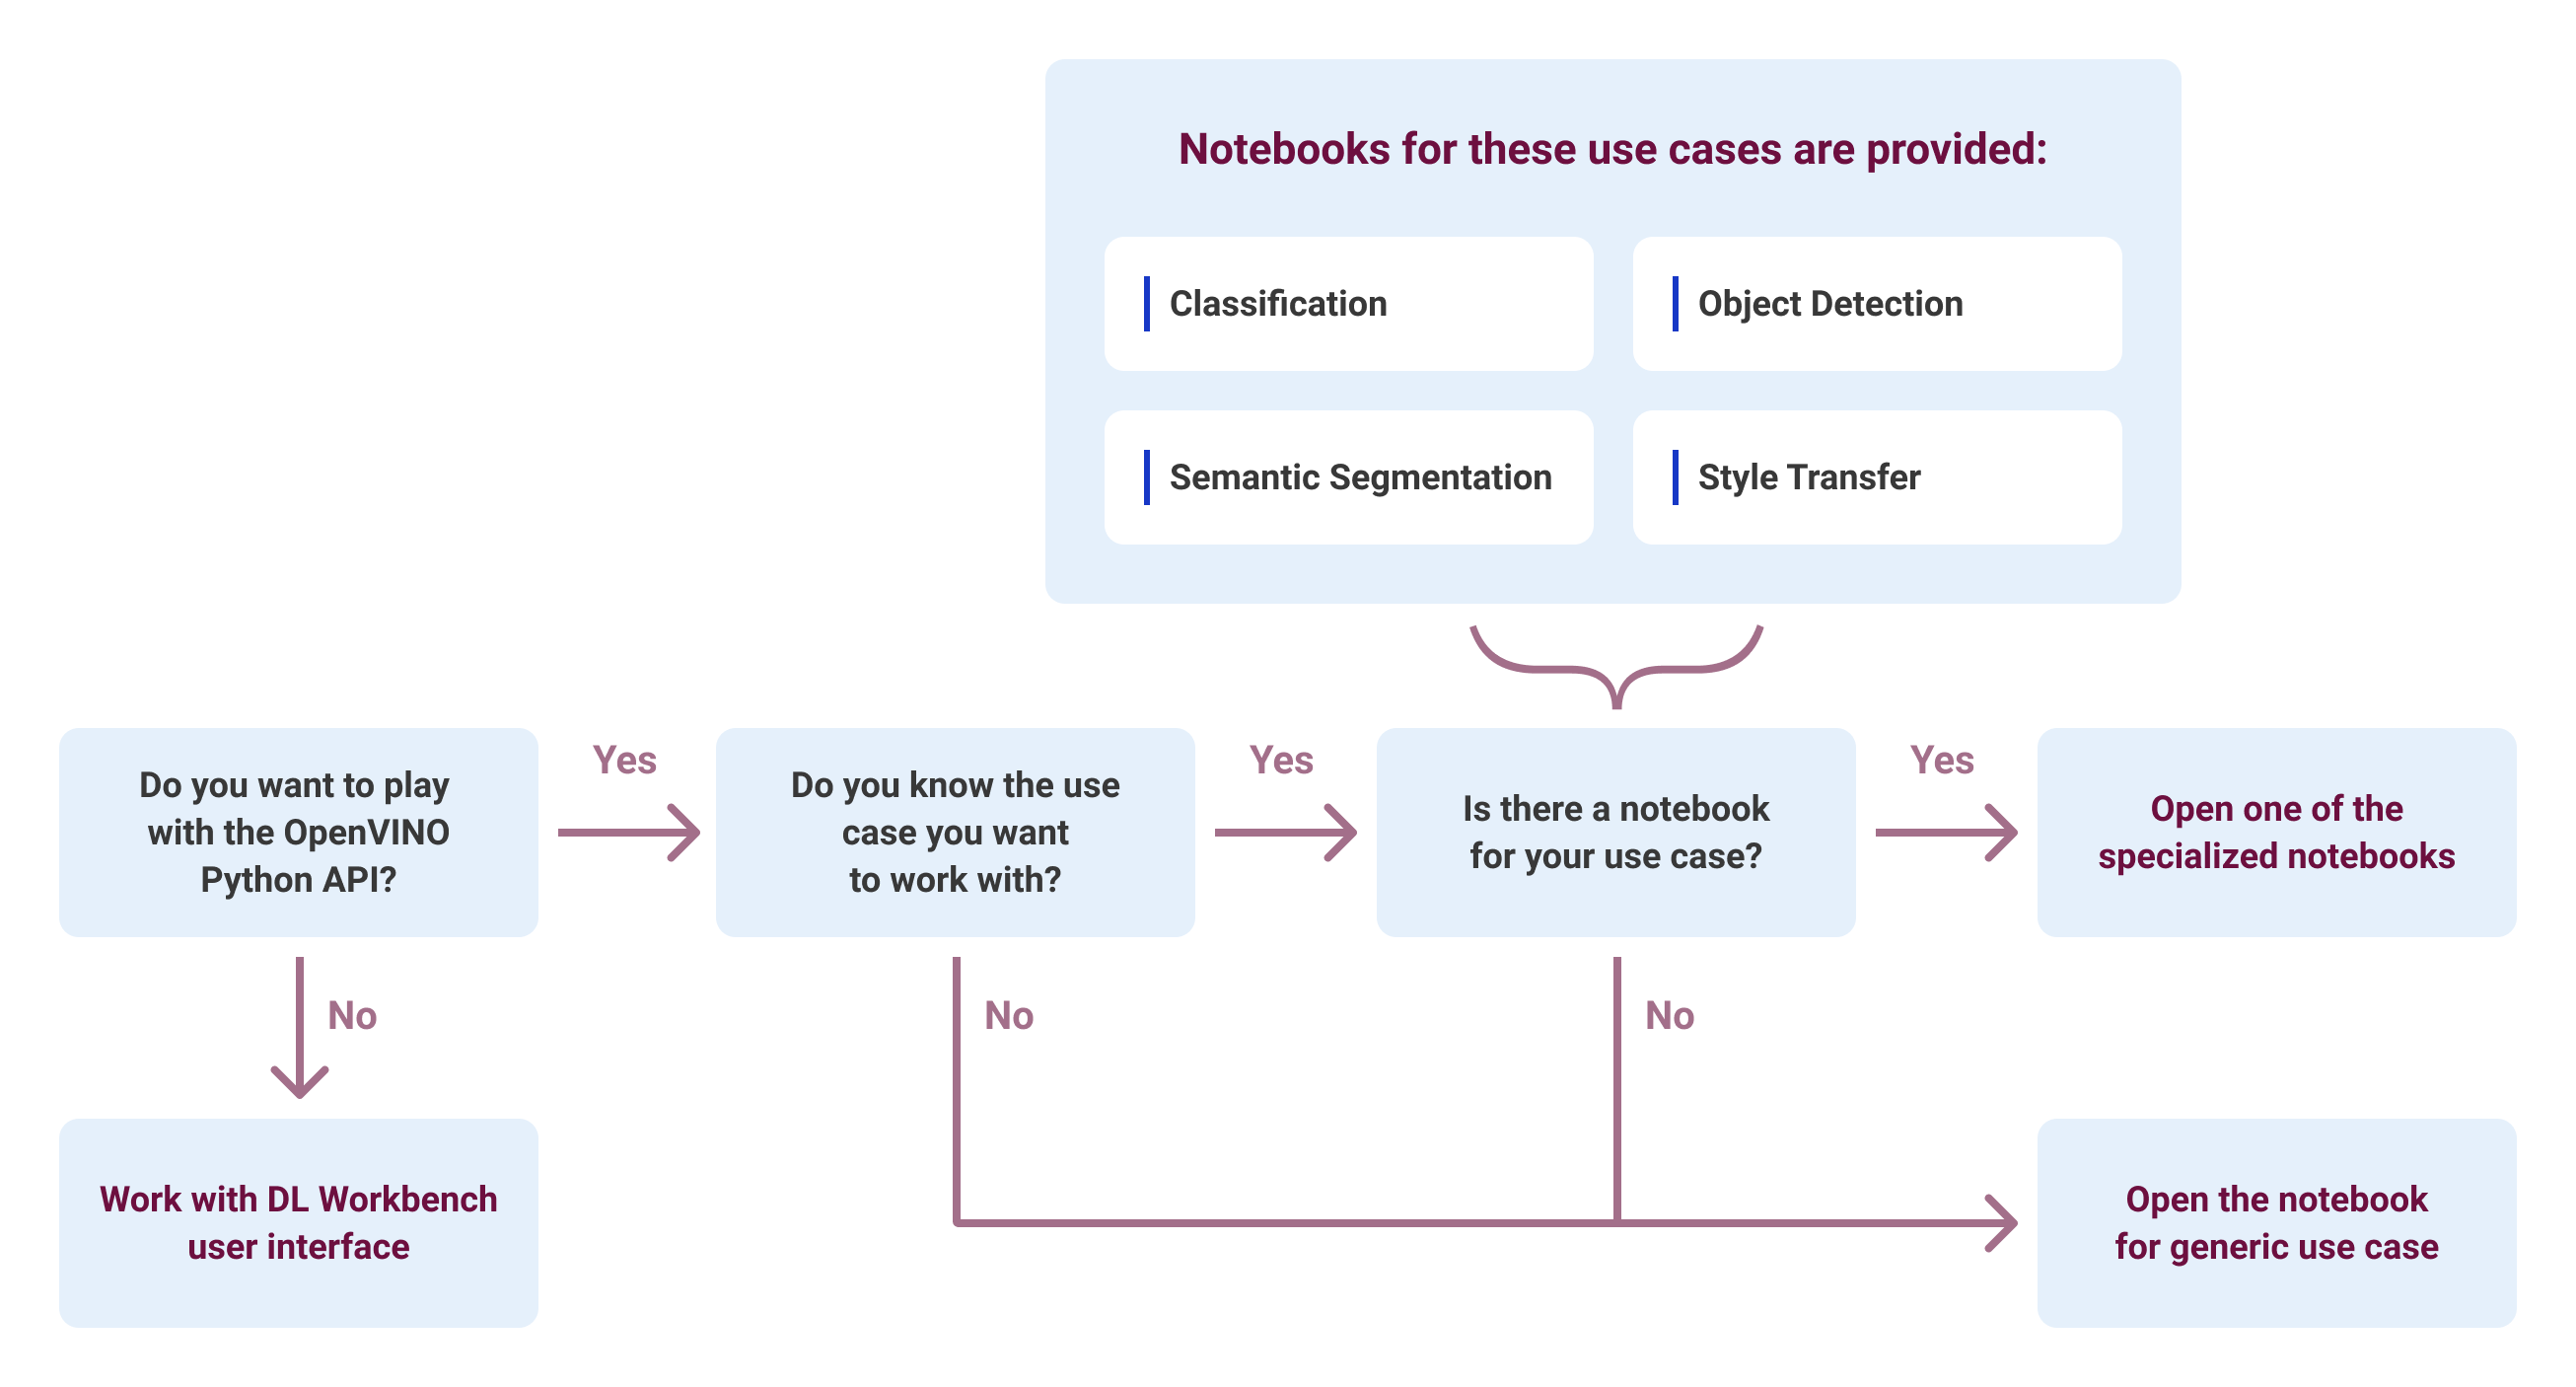 Notebooks for these use cases are provided:
Classification
Object Detection
Semantic Segmentation
Style Transfer
Do you want to play
with the OpenVINO
Python API?
Yes
Do you know the use
case you want
to work with?
Yes
Is there a notebook
for your use case?
Yes
Open one of the
specialized notebooks
No
No
No
Work with DL Workbench
user interface
Open the notebook
for generic use case